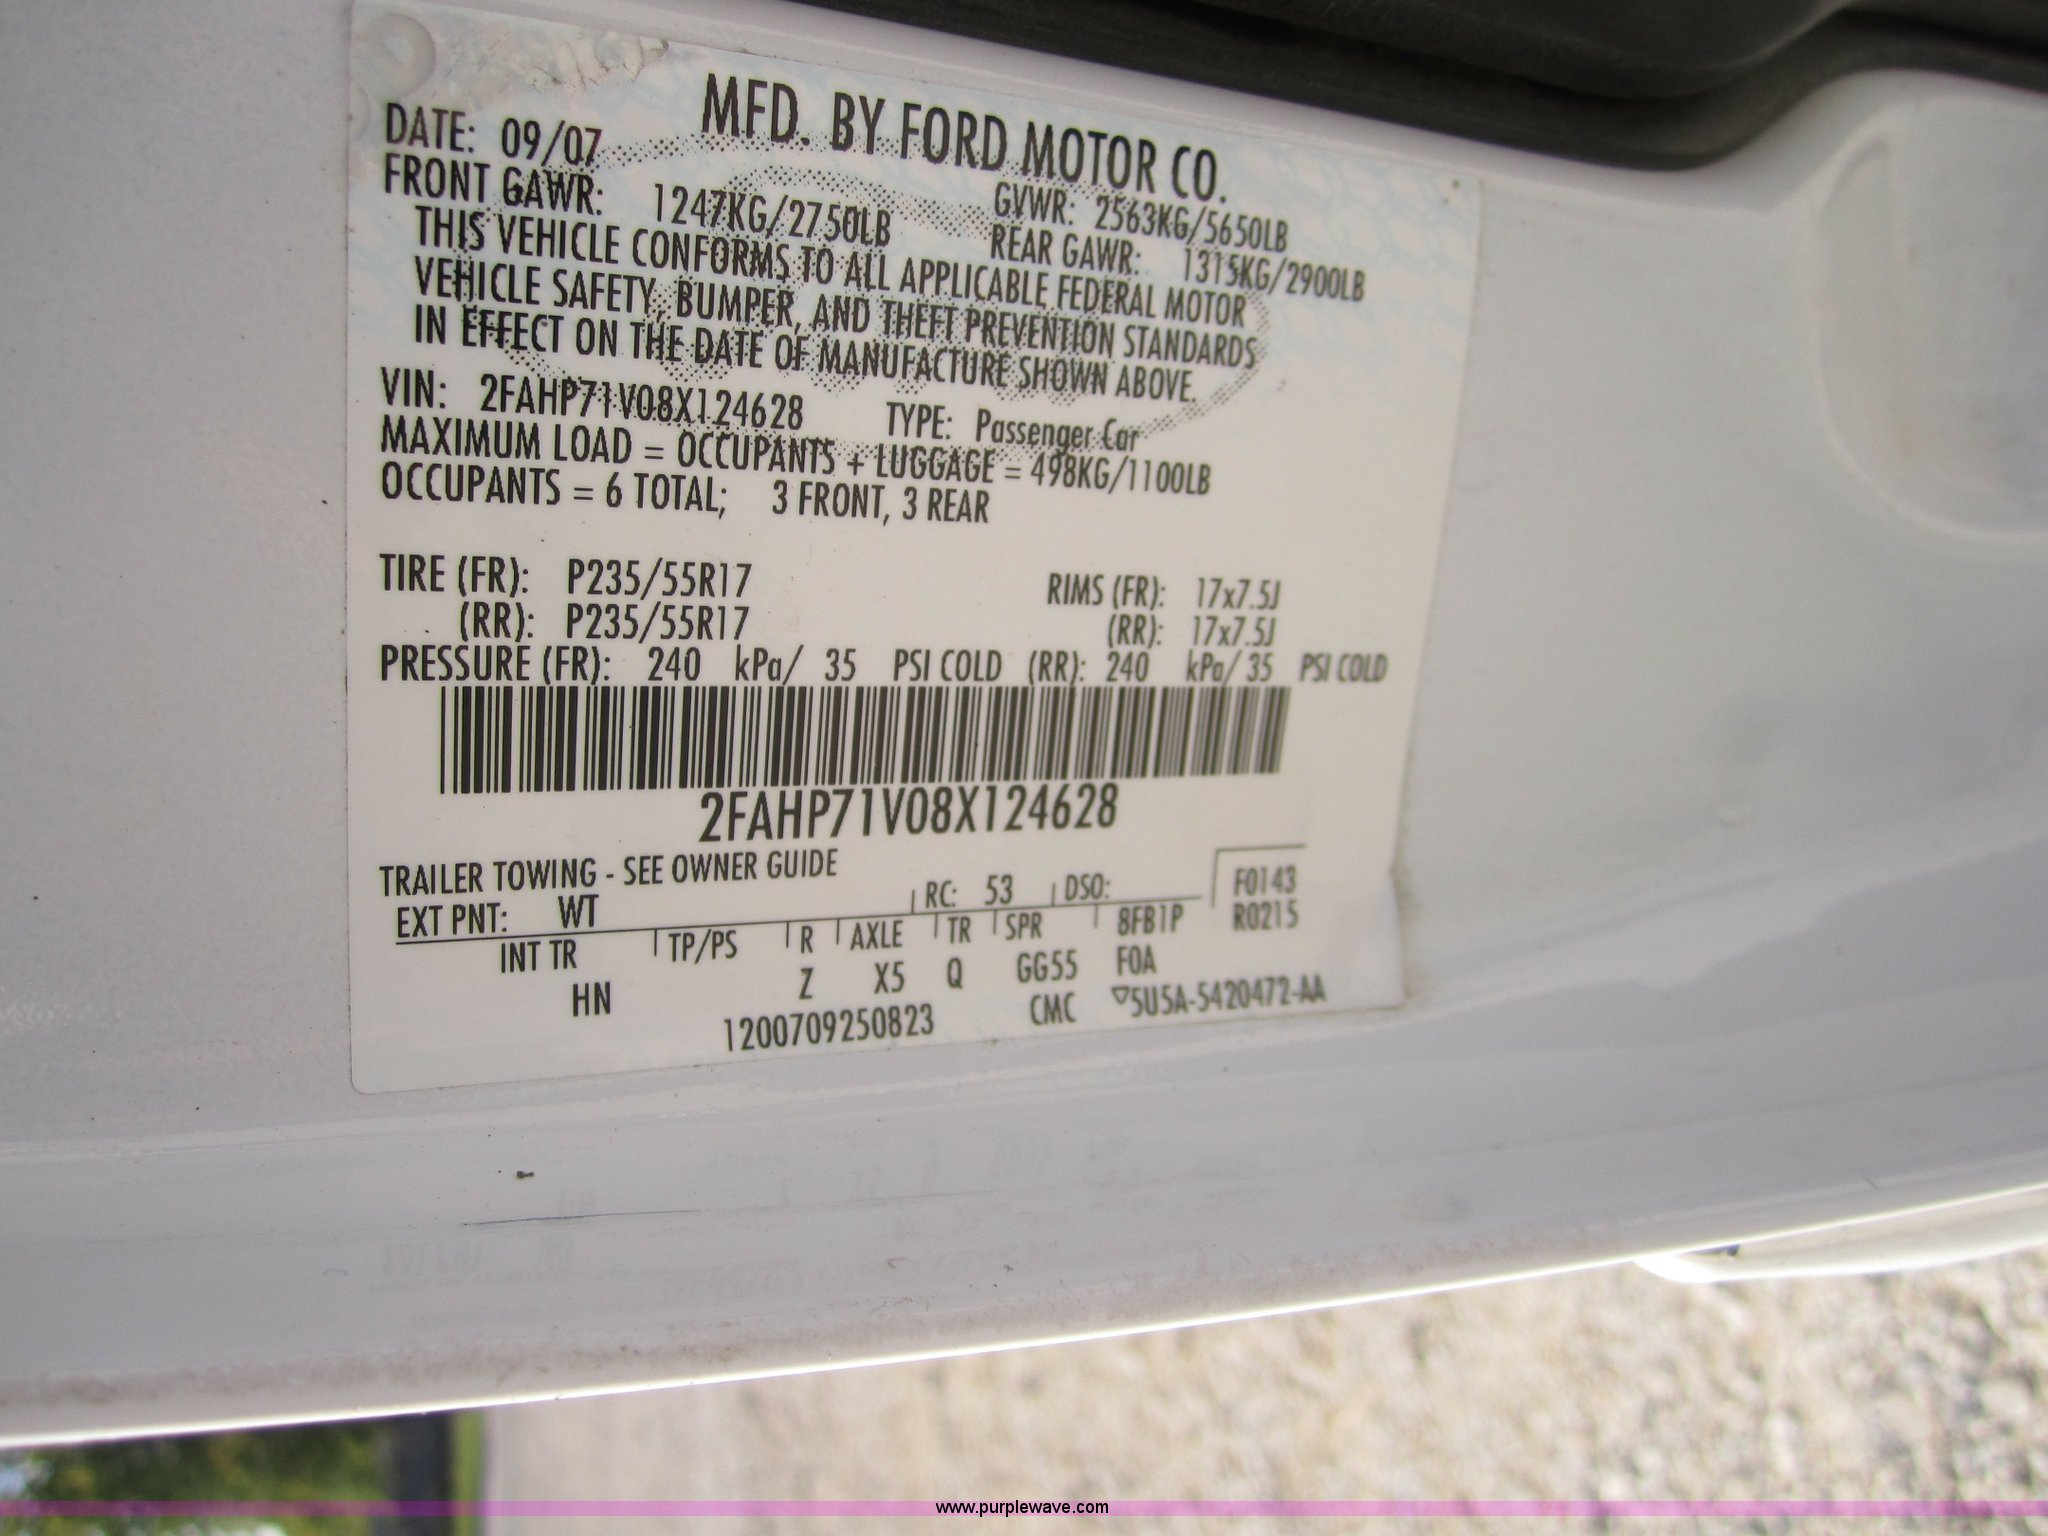 MFD. BY FORD MOTOR CO.
DATE: 09/07
GVWR: 2563KG/5650LB
FRONT GAWR: 1247KG/2750LB
REAR GAWR: 1315KG/2900LB
THIS VEHICLE CONFORMS TO ALL APPLICABLE FEDERAL MOTOR
VEHICLE SAFETY, BUMPER, AND THEFT PREVENTION STANDARDS
IN EFFECT ON THE DATE OF MANUFACTURE SHOWN ABOVE.
VIN: 2FAHP71V08X124628 TYPE: Passenger Car
MAXIMUM LOAD = OCCUPANTS + LUGGAGE = 498KG/1100LB
OCCUPANTS = 6 TOTAL; 3 FRONT, 3 REAR
TIRE (FR): P235/55R17 RIMS (FR): 17x7.5J
(RR): P235/55R17 (RR): 17x7.5J
PRESSURE (FR): 240 kPa/ 35 PSI COLD (RR): 240 kPa/ 35 PSI COLD
2FAHP71V08X124628
TRAILER TOWING - SEE OWNER GUIDE
F0143
EXT PNT: WT RC: 53 DSO:
R0215
INT TR TP/PS R AXLE TR SPR 8FB1P
HN Z X5 Q GG55 FOA
1200709250823 CMC ▽5U5A-5420472-AA
www.purplewave.com